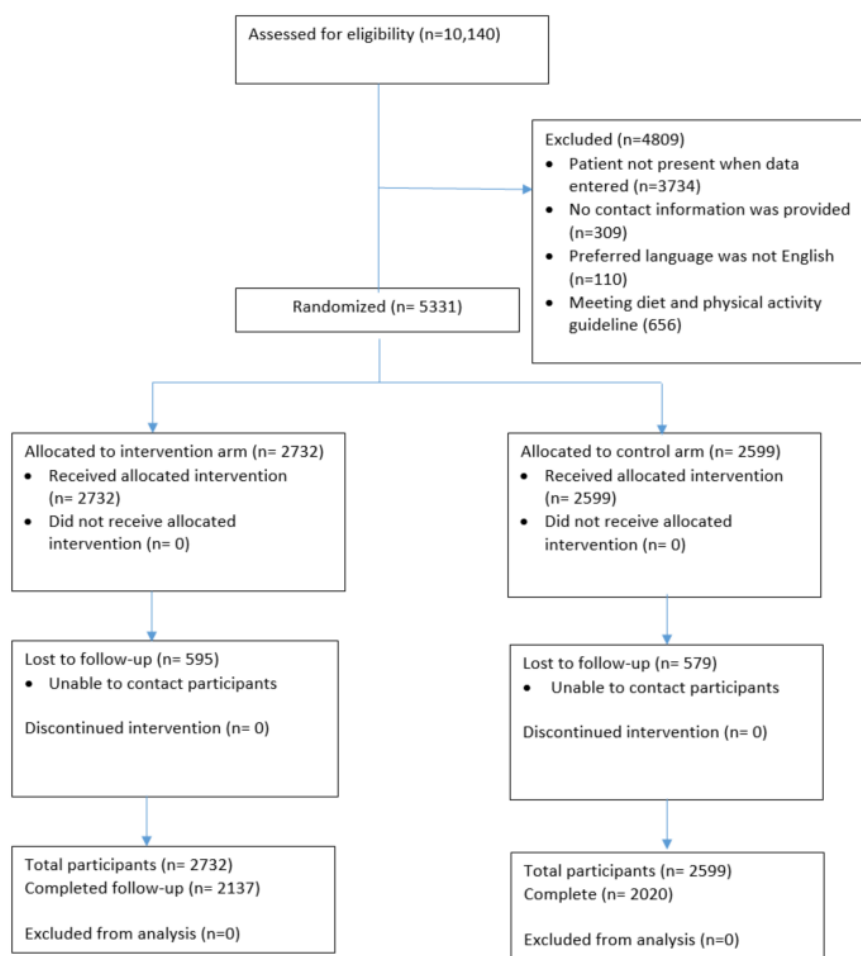 Assessed for eligibility (n=10,140)
Excluded (n=4809)
• Patient not present when data
entered (n=3734)
• No contact information was provided
(n=309)
• Preferred language was not English
(n=110)
• Meeting diet and physical activity
guideline (656)
Randomized (n= 5331)
Allocated to intervention arm (n= 2732)
• Received allocated intervention
(n= 2732)
• Did not receive allocated
intervention (n= 0)
Allocated to control arm (n= 2599)
• Received allocated intervention
(n= 2599)
• Did not receive allocated
intervention (n= 0)
Lost to follow-up (n= 595)
• Unable to contact participants
Discontinued intervention (n= 0)
Lost to follow-up (n= 579)
• Unable to contact participants
Discontinued intervention (n= 0)
Total participants (n= 2732)
Completed follow-up (n= 2137)
Excluded from analysis (n=0)
Total participants (n= 2599)
Complete (n= 2020)
Excluded from analysis (n=0)